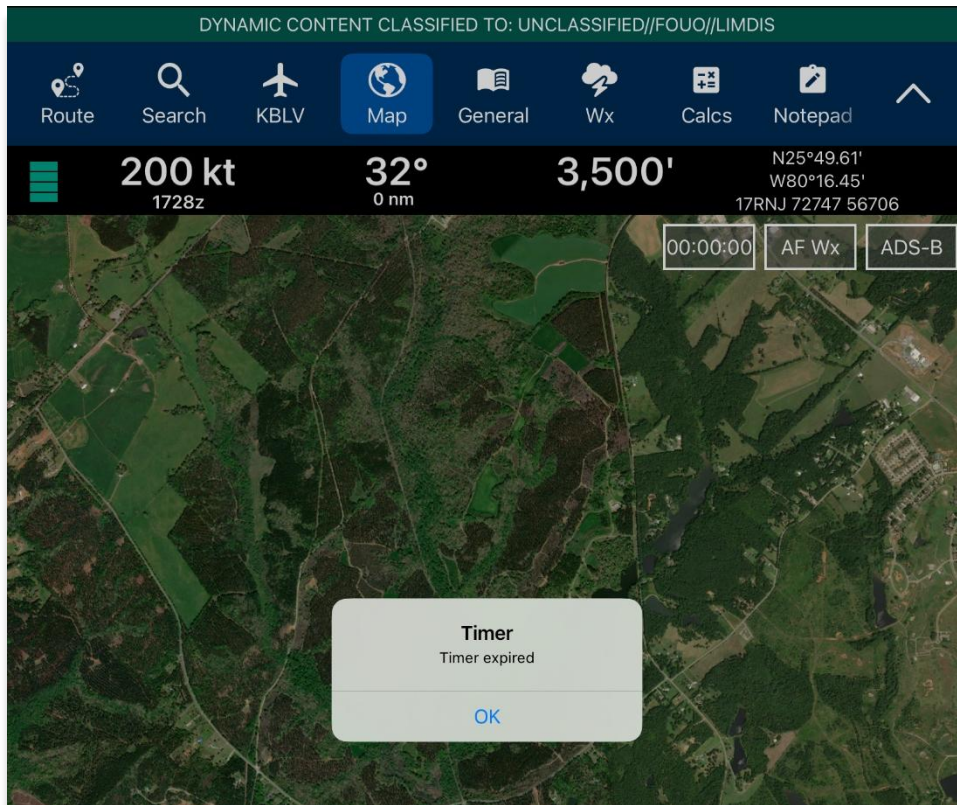 DYNAMIC CONTENT CLASSIFIED TO: UNCLASSIFIED//FOUO//LIMDIS
Route Search KBLV Map General Wx Calcs Notepad
200 kt 32° 3,500' N25°49.61'
1728z 0 nm W80°16.45'
17RNJ 72747 56706
00:00:00 AF Wx ADS-B
Timer
Timer expired
OK